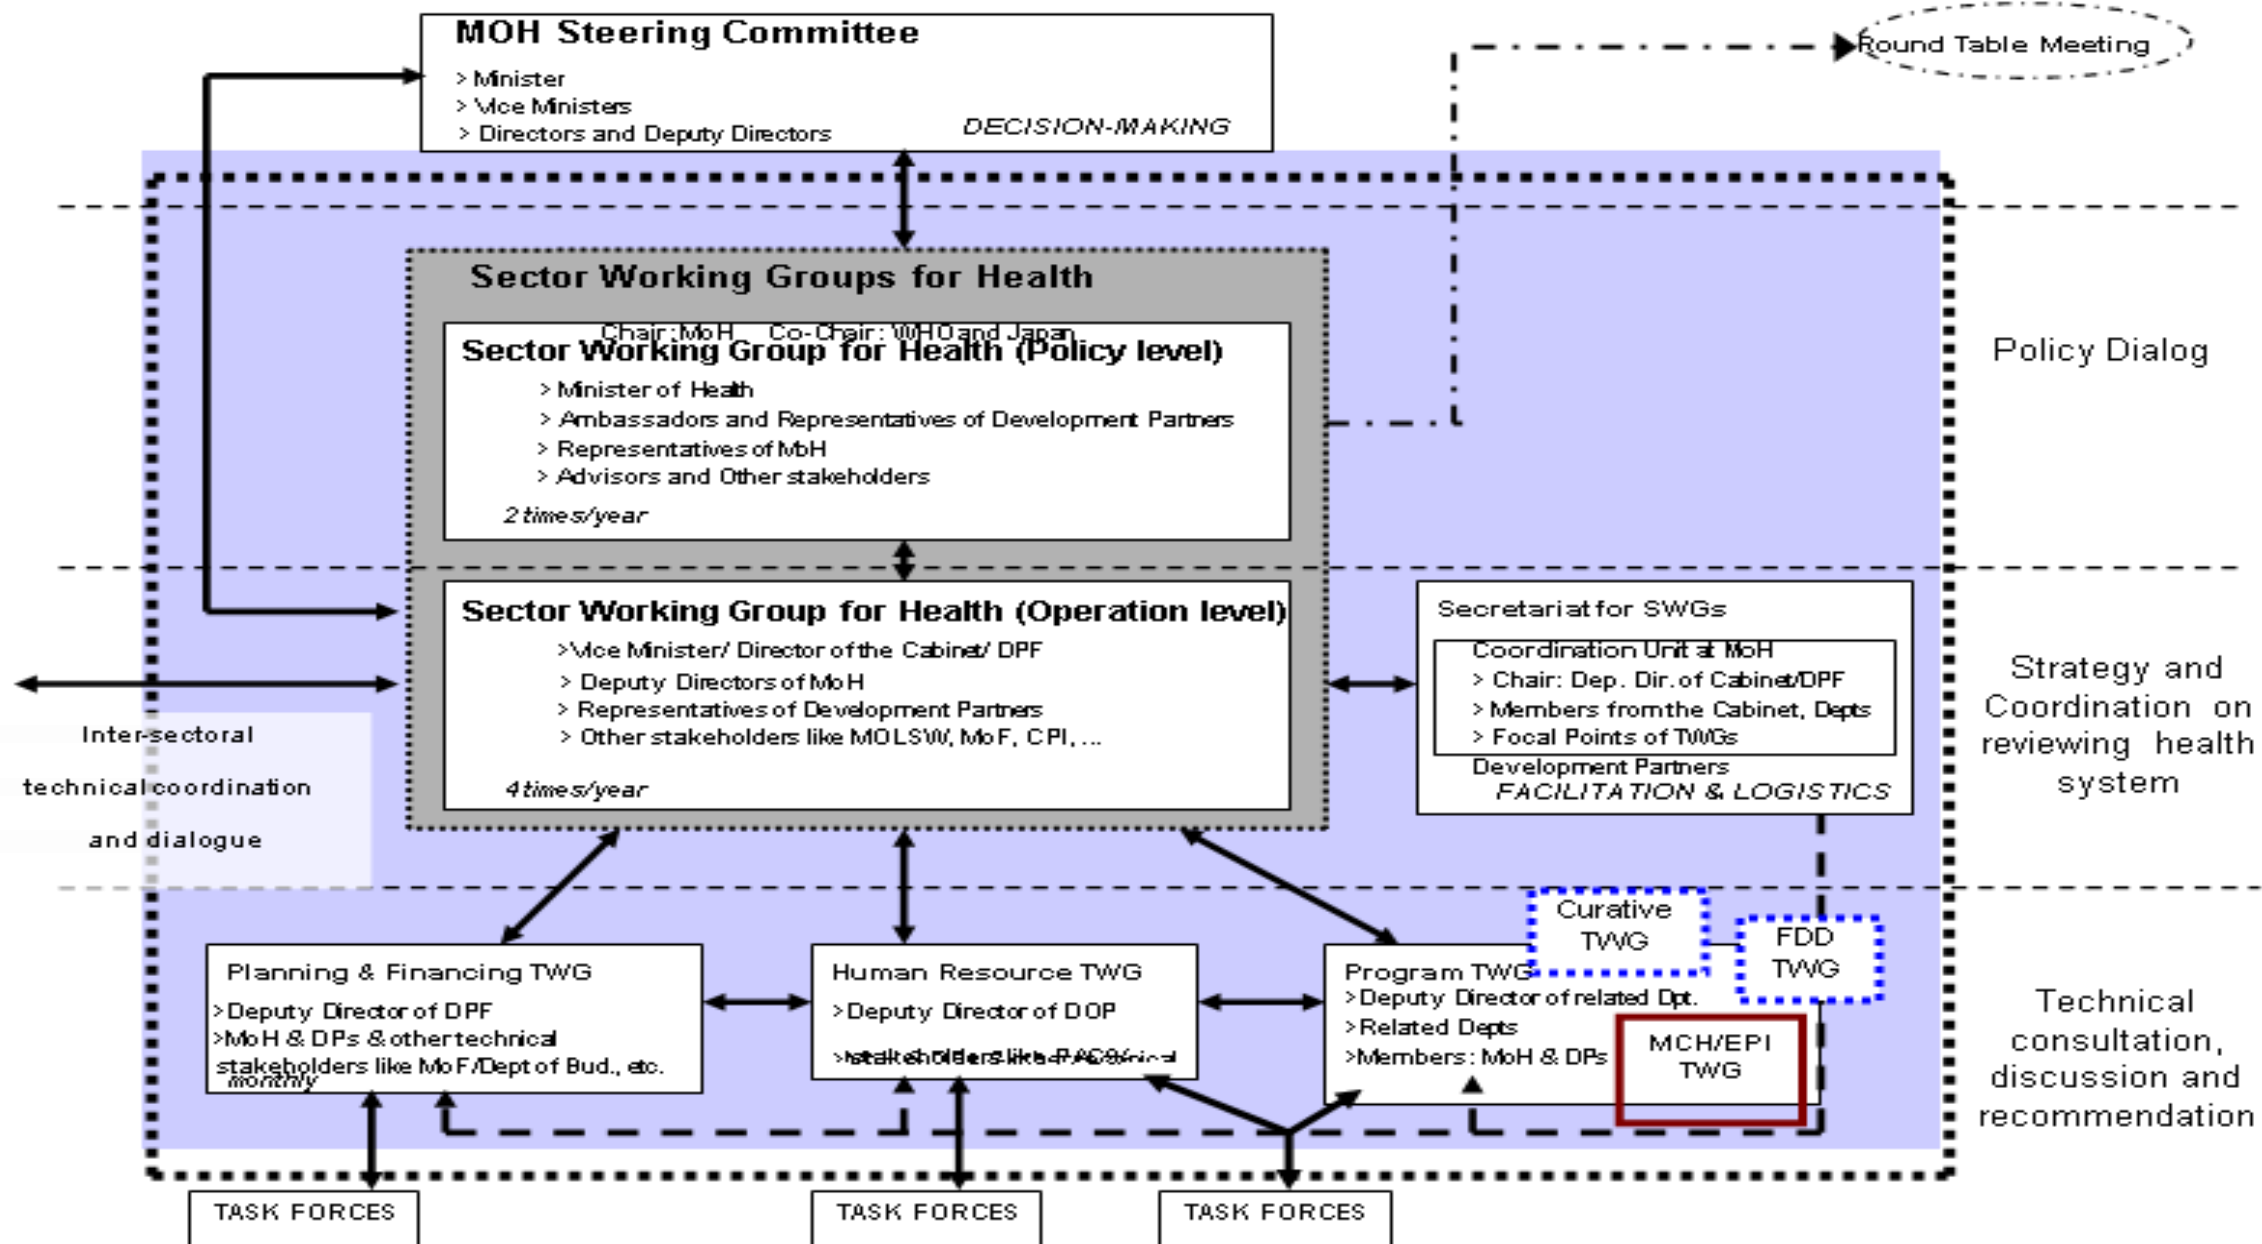 MOH Steering Committee
> Minister
> Vice Ministers
> Directors and Deputy Directors
DECISION-MAKING
Round Table Meeting
Sector Working Groups for Health
Chair: MoH Co-Chair: WHO and Japan
Sector Working Group for Health (Policy level)
> Minister of Health
> Ambassadors and Representatives of Development Partners
> Representatives of MoH
> Advisors and Other stakeholders
2 times/year
Policy Dialog
Sector Working Group for Health (Operation level)
>Vice Minister/ Director of the Cabinet/ DPF
> Deputy Directors of MoH
> Representatives of Development Partners
> Other stakeholders like MOLSW, MoF, CPI, ...
4 times/year
Secretariat for SWGs
Coordination Unit at MoH
> Chair: Dep. Dir. of Cabinet/DPF
> Members from the Cabinet, Depts
> Focal Points of TWGs
Development Partners
FACILITATION & LOGISTICS
Strategy and
Coordination on
reviewing health
system
Inter-sectoral
technical coordination
and dialogue
Planning & Financing TWG
>Deputy Director of DPF
>MoH & DPs & other technical
stakeholders like MoF/Dept of Bud., etc.
monthly
Human Resource TWG
>Deputy Director of DOP
stakeholders like
Program TWG
>Deputy Director of related Dpt.
>Related Depts
>Members: MoH & DPs
Curative
TWG
FDD
TWG
MCH/EPI
TWG
Technical
consultation,
discussion and
recommendation
TASK FORCES
TASK FORCES
TASK FORCES